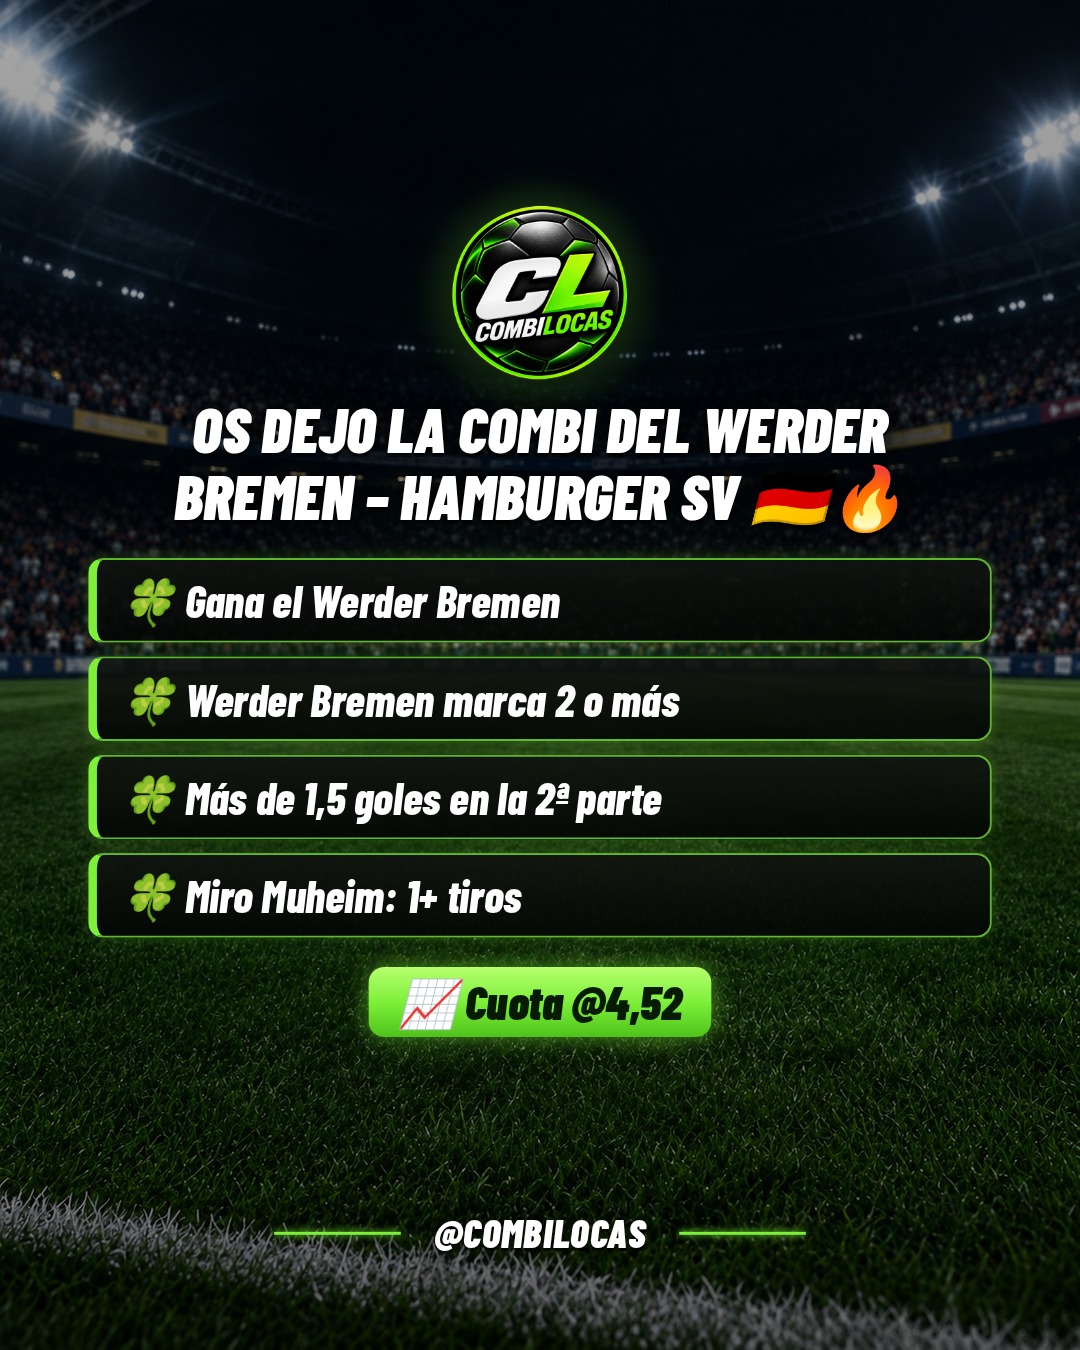 CL
COMBILOCAS
OS DEJO LA COMBI DEL WERDER
BREMEN - HAMBURGER SV 🇩🇪🔥
🍀 Gana el Werder Bremen
🍀 Werder Bremen marca 2 o más
🍀 Más de 1,5 goles en la 2ª parte
🍀 Miro Muheim: 1+ tiros
📈 Cuota @4,52
@COMBILOCAS